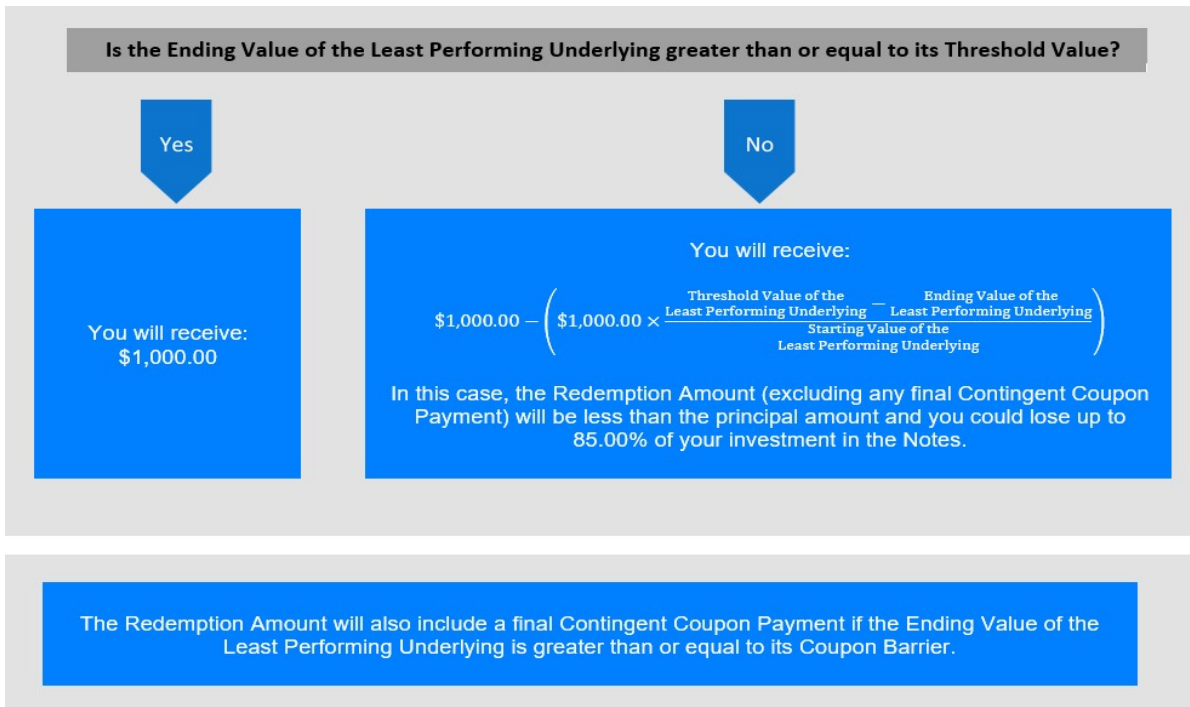 Is the Ending Value of the Least Performing Underlying greater than or equal to its Threshold Value?
Yes
No
You will receive:
$1,000.00
You will receive:
$1,000.00 − ($1,000.00 × (Threshold Value of the Least Performing Underlying − Ending Value of the Least Performing Underlying) / Starting Value of the Least Performing Underlying)
In this case, the Redemption Amount (excluding any final Contingent Coupon
Payment) will be less than the principal amount and you could lose up to
85.00% of your investment in the Notes.
The Redemption Amount will also include a final Contingent Coupon Payment if the Ending Value of the
Least Performing Underlying is greater than or equal to its Coupon Barrier.